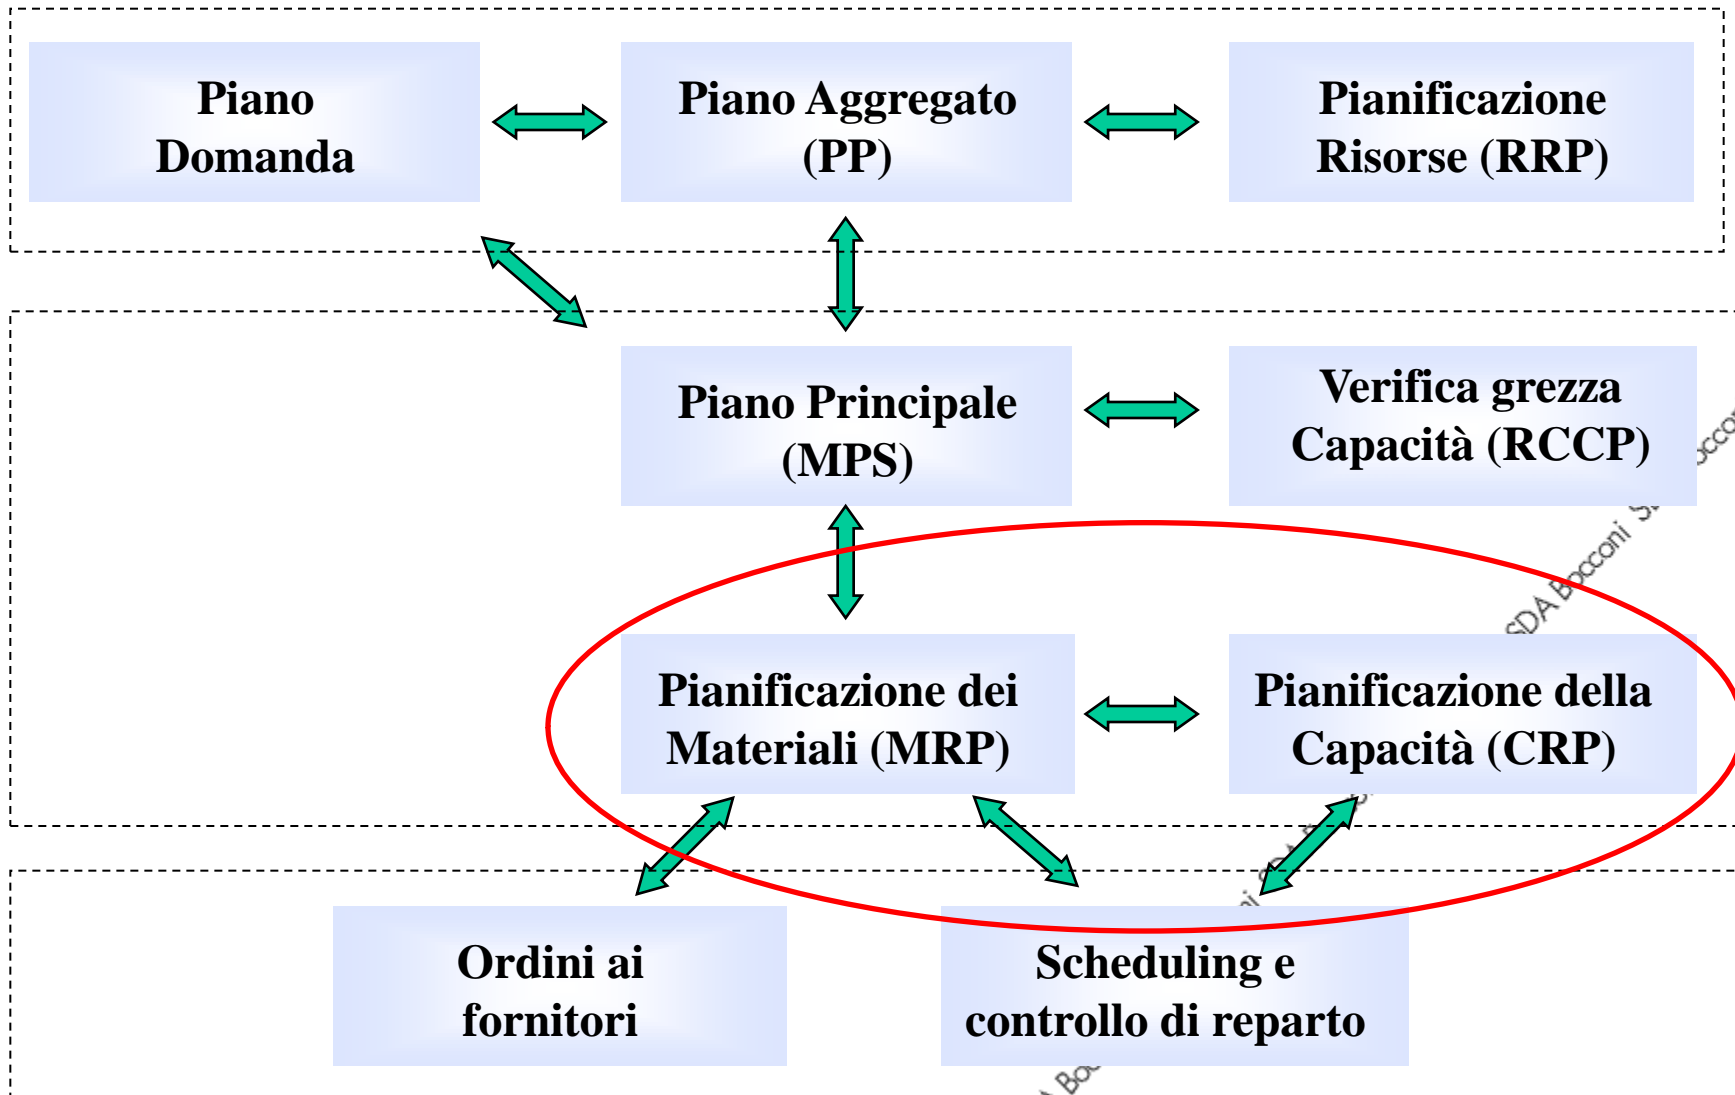 Piano
Domanda
Piano Aggregato
(PP)
Pianificazione
Risorse (RRP)
Piano Principale
(MPS)
Verifica grezza
Capacità (RCCP)
SDA Bocconi
Pianificazione dei
Materiali (MRP)
Pianificazione della
Capacità (CRP)
Ordini ai
fornitori
Scheduling e
controllo di reparto